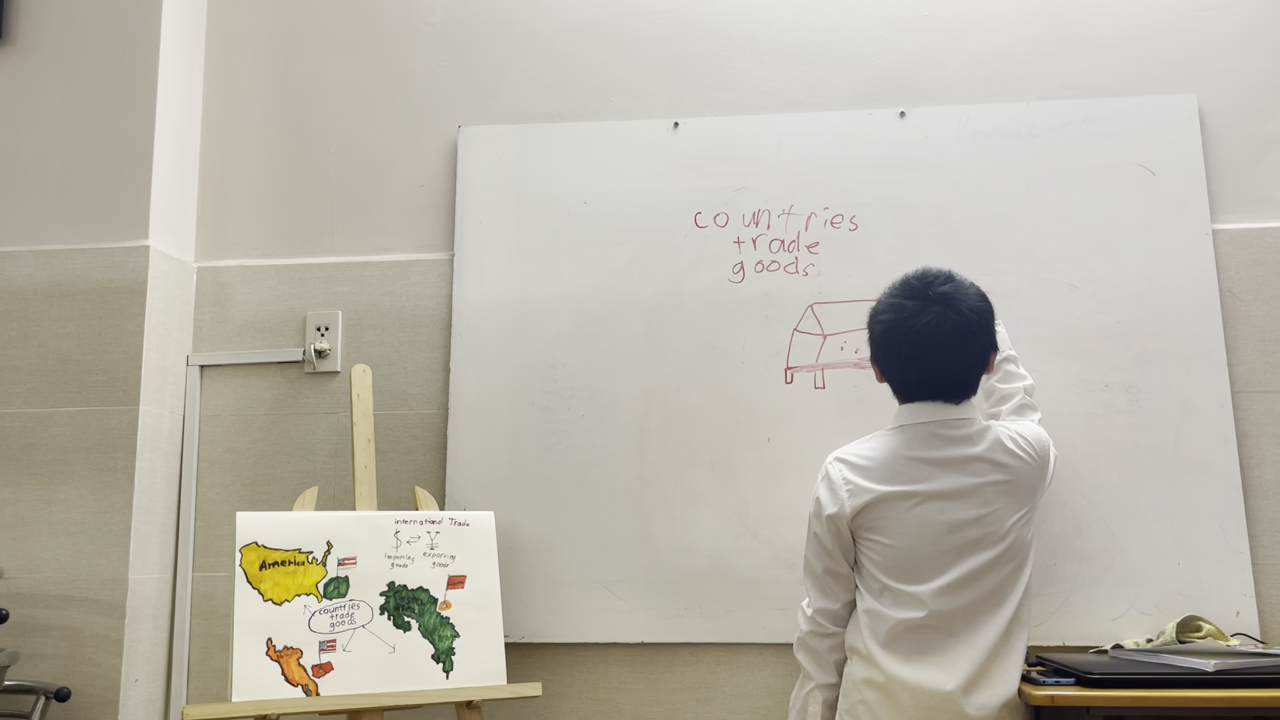 countries
trade
goods
international Trade
$ ⇄ ¥
importing
goods
exporting
goods
America
countries
trade
goods